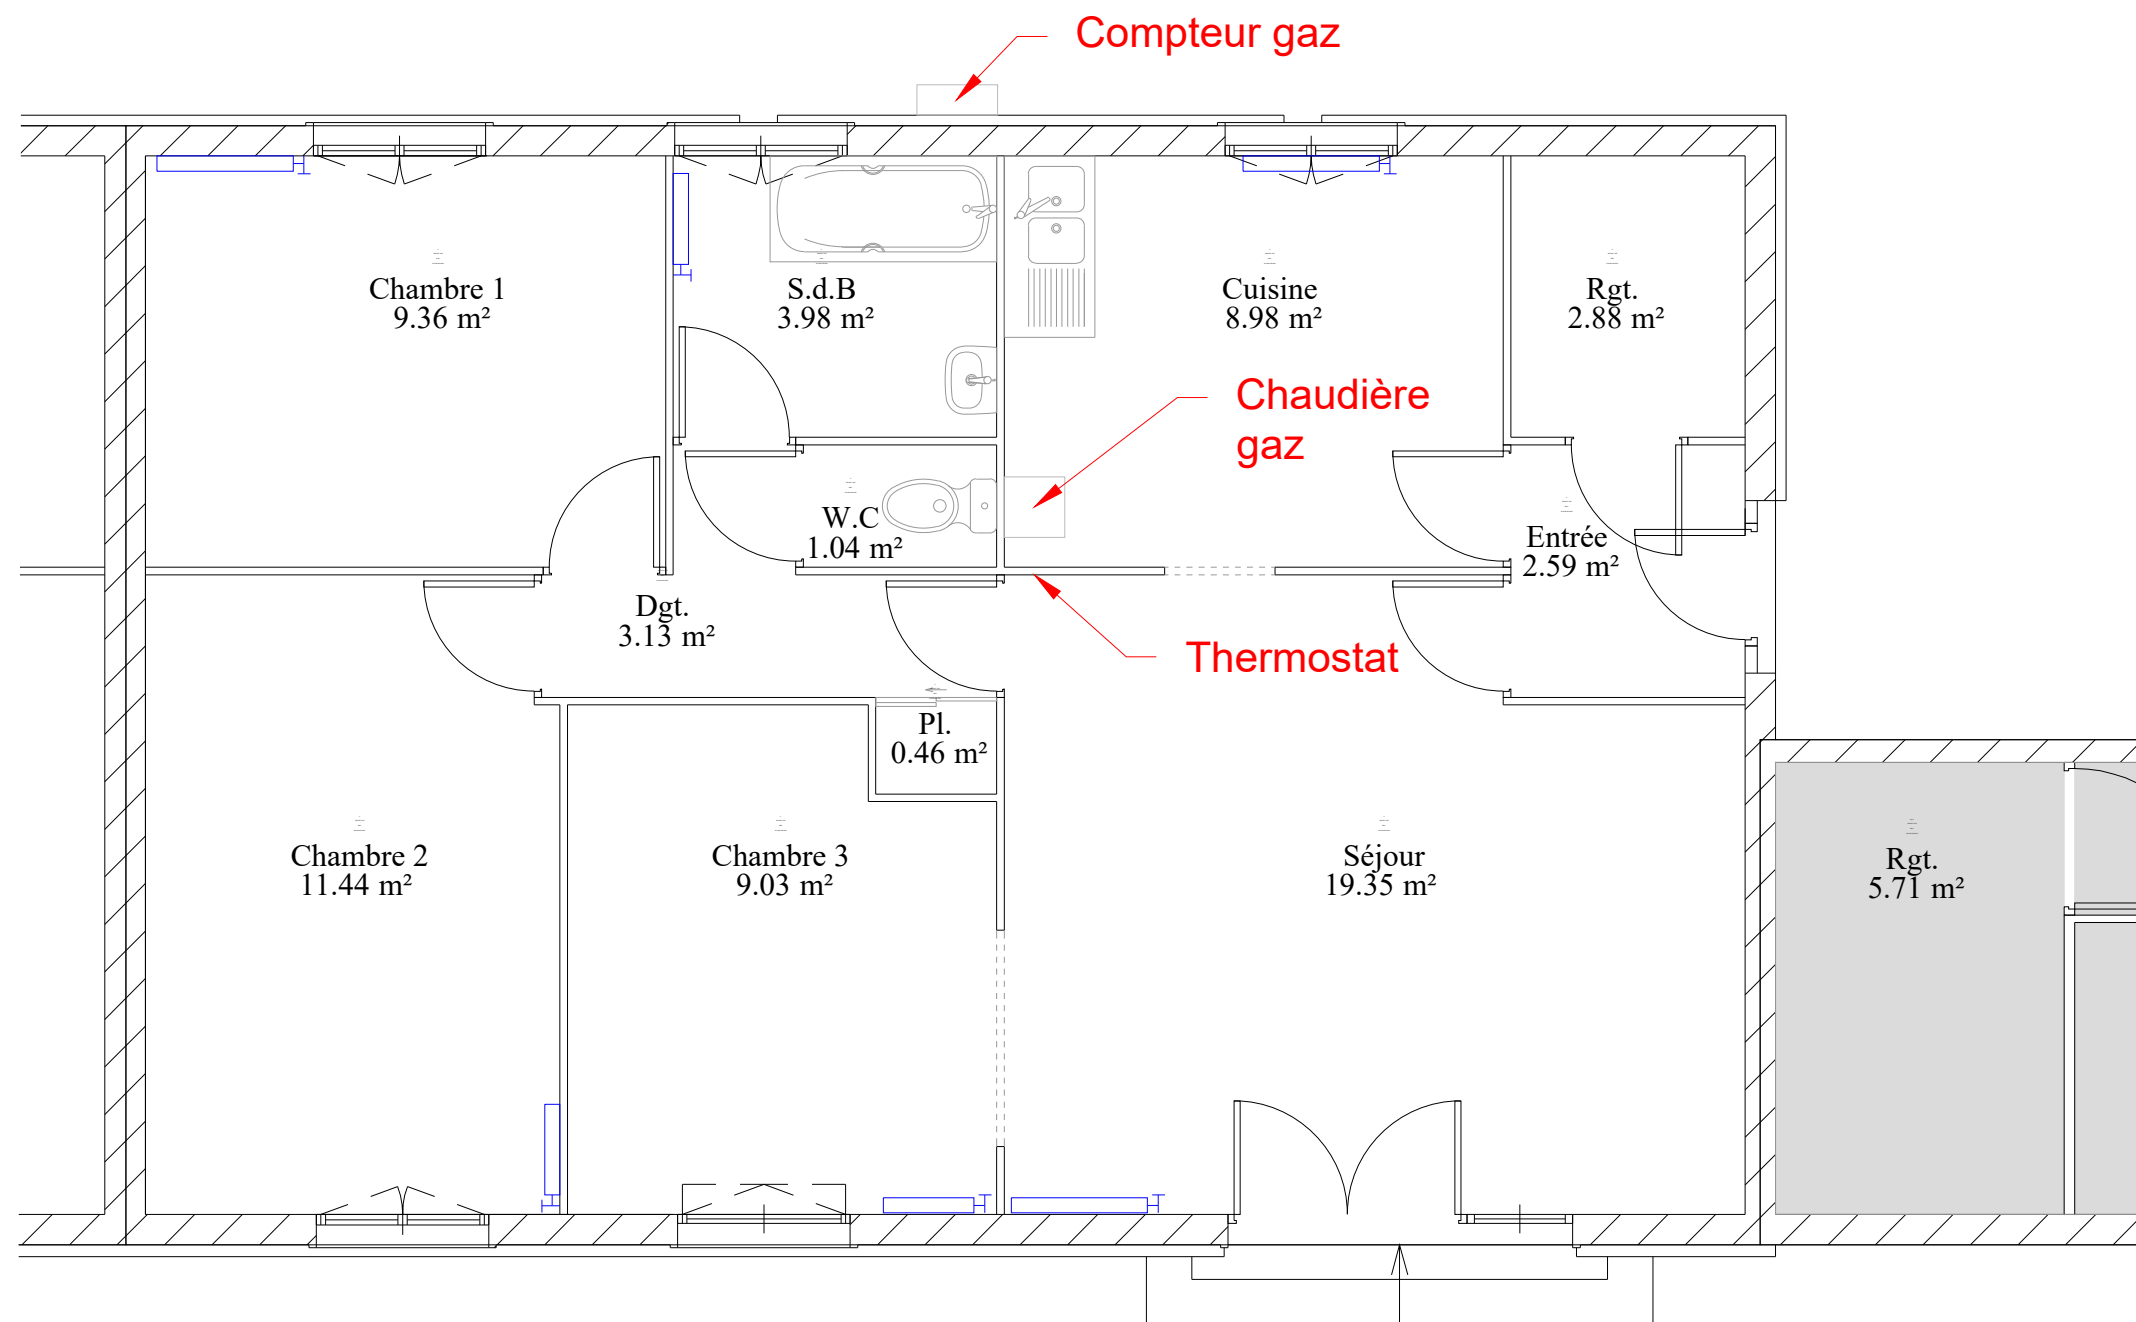 Compteur gaz
Chambre 1
9.36 m²
S.d.B
3.98 m²
Cuisine
8.98 m²
Rgt.
2.88 m²
Chaudière
gaz
W.C
1.04 m²
Entrée
2.59 m²
Dgt.
3.13 m²
Thermostat
Pl.
0.46 m²
Chambre 2
11.44 m²
Chambre 3
9.03 m²
Séjour
19.35 m²
Rgt.
5.71 m²